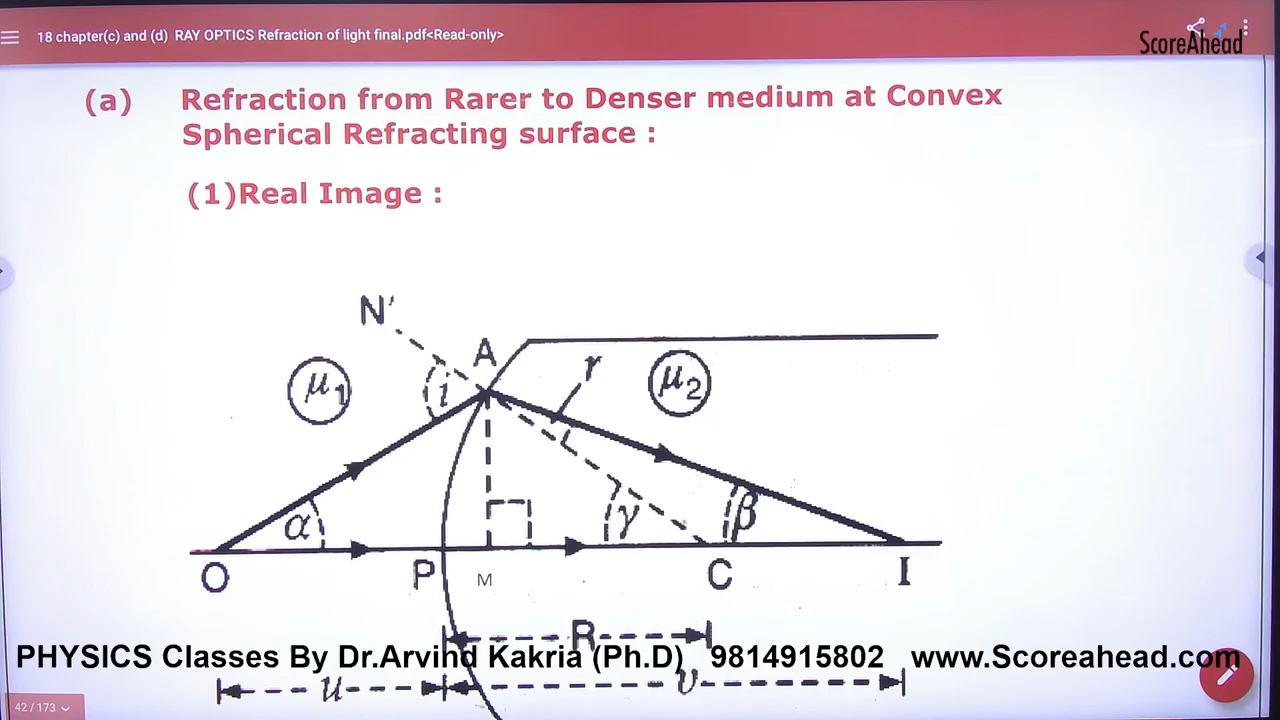 18 chapter(c) and (d) RAY OPTICS Refraction of light final.pdf<Read-only>
ScoreAhead
(a) Refraction from Rarer to Denser medium at Convex
Spherical Refracting surface :
(1)Real Image :
N'
A
r
μ1
i
μ2
α
γ
β
O
P
M
C
I
R
PHYSICS Classes By Dr.Arvind Kakria (Ph.D) 9814915802 www.Scoreahead.com
u
v
42 / 173